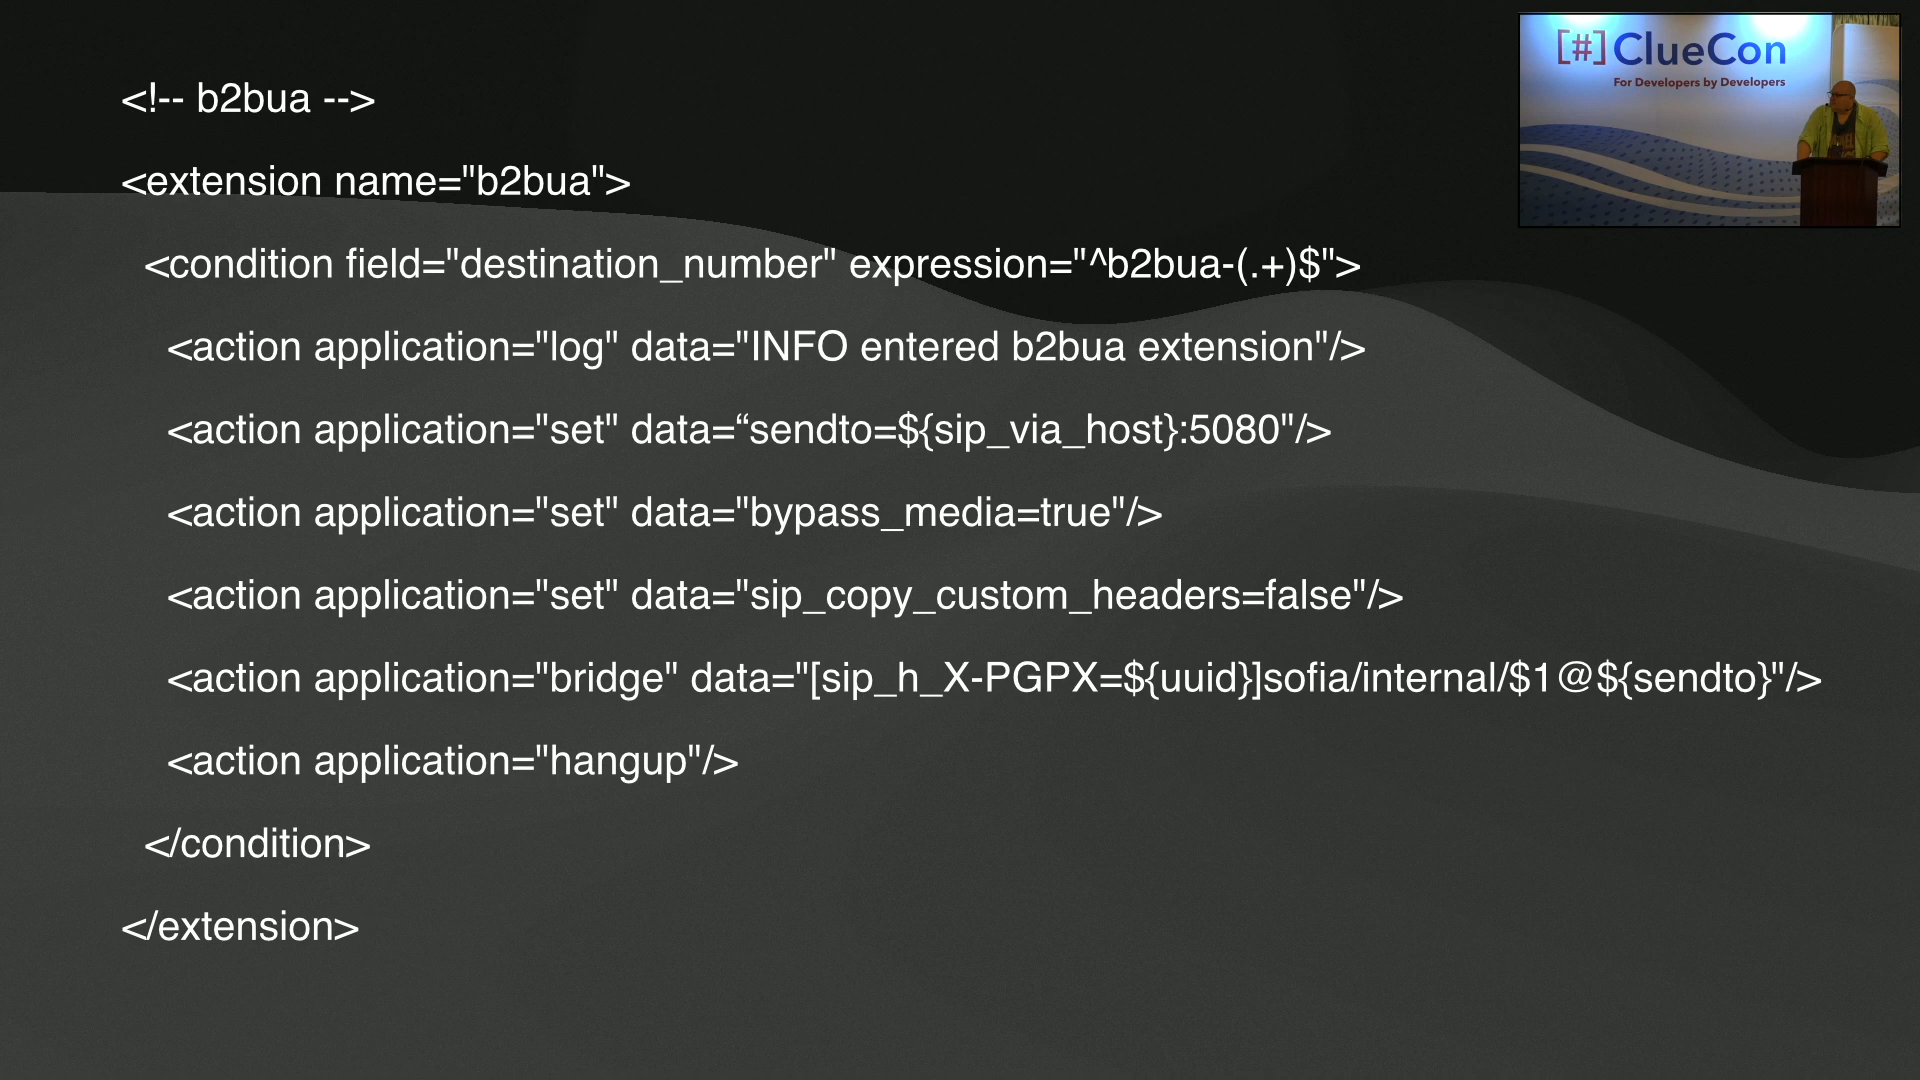 <!-- b2bua -->
<extension name="b2bua">
<condition field="destination_number" expression="^b2bua-(.+)$">
<action application="log" data="INFO entered b2bua extension"/>
<action application="set" data=“sendto=${sip_via_host}:5080"/>
<action application="set" data="bypass_media=true"/>
<action application="set" data="sip_copy_custom_headers=false"/>
<action application="bridge" data="[sip_h_X-PGPX=${uuid}]sofia/internal/$1@${sendto}"/>
<action application="hangup"/>
</condition>
</extension>
[#] ClueCon
For Developers by Developers